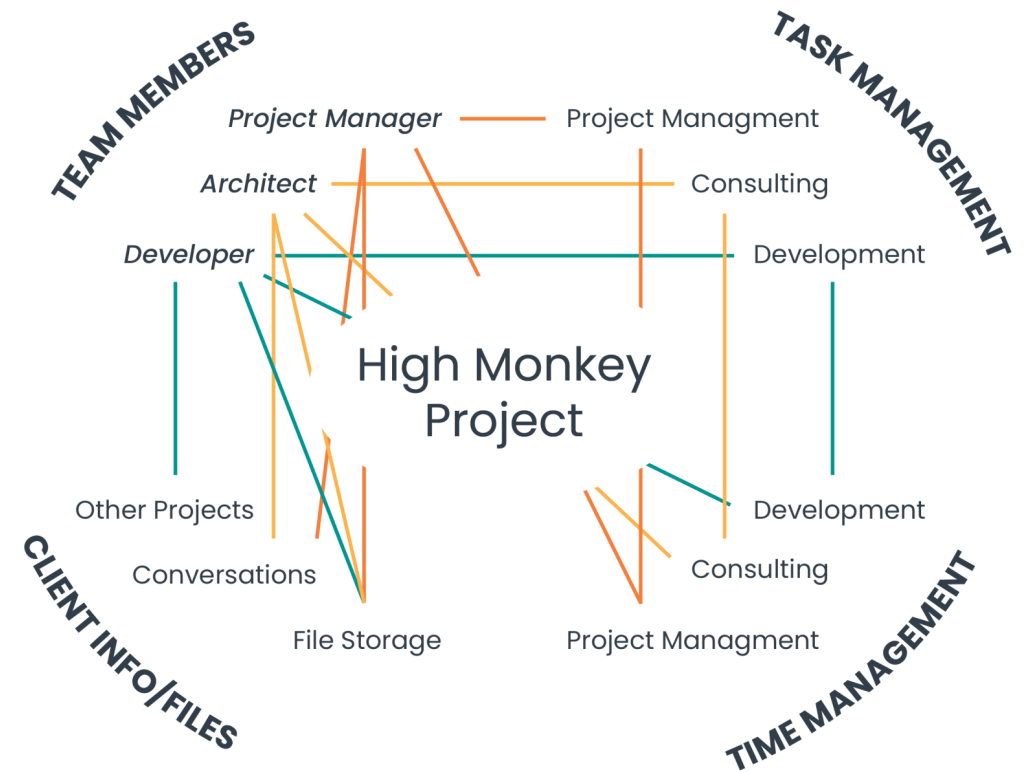 TEAM MEMBERS
TASK MANAGEMENT
Project Manager
Project Managment
Architect
Consulting
Developer
Development
High Monkey
Project
Other Projects
Development
Conversations
Consulting
File Storage
Project Managment
CLIENT INFO/FILES
TIME MANAGEMENT